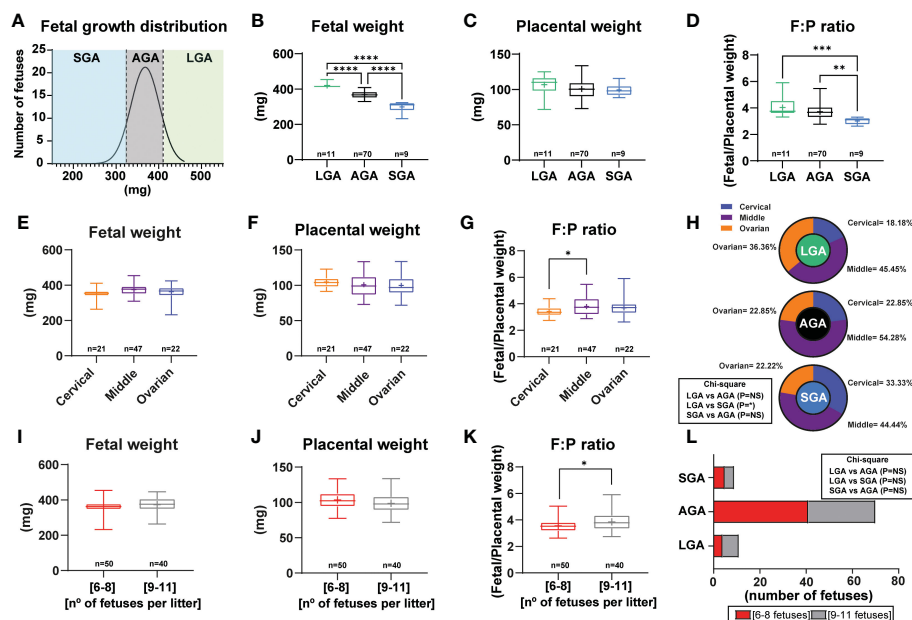 A Fetal growth distribution
Number of fetuses
25
20
15
10
5
0
SGA AGA LGA
200 400 500
(mg)
B Fetal weight
(mg)
600
400
200
0
****
**** ****
n=11 n=70 n=9
LGA AGA SGA
C Placental weight
(mg)
150
100
50
0
n=11 n=70 n=9
LGA AGA SGA
D F:P ratio
(Fetal/Placental weight)
8
6
4
2
0
***
**
n=11 n=70 n=9
LGA AGA SGA
E Fetal weight
(mg)
600
400
200
0
n=21 n=47 n=22
Cervical Middle Ovarian
F Placental weight
(mg)
150
100
50
0
n=21 n=47 n=22
Cervical Middle Ovarian
G F:P ratio
(Fetal/Placental weight)
8
6
4
2
0
*
n=21 n=47 n=22
Cervical Middle Ovarian
H
Cervical
Middle
Ovarian
Cervical= 18.18%
Ovarian= 36.36%
LGA
Middle= 45.45%
Ovarian= 22.85%
Cervical= 22.85%
AGA
Middle= 54.28%
Ovarian= 22.22%
Cervical= 33.33%
SGA
Middle= 44.44%
Chi-square
LGA vs AGA (P=NS)
LGA vs SGA (P=*)
SGA vs AGA (P=NS)
I Fetal weight
(mg)
600
400
200
0
n=50 n=40
[6-8] [9-11]
[nº of fetuses per litter]
J Placental weight
(mg)
150
100
50
0
n=50 n=40
[6-8] [9-11]
[nº of fetuses per litter]
K F:P ratio
(Fetal/Placental weight)
8
6
4
2
0
*
n=50 n=40
[6-8] [9-11]
[nº of fetuses per litter]
L
Chi-square
LGA vs AGA (P=NS)
LGA vs SGA (P=NS)
SGA vs AGA (P=NS)
SGA
AGA
LGA
0 20 40 60 80
(number of fetuses)
[6-8 fetuses] [9-11 fetuses]